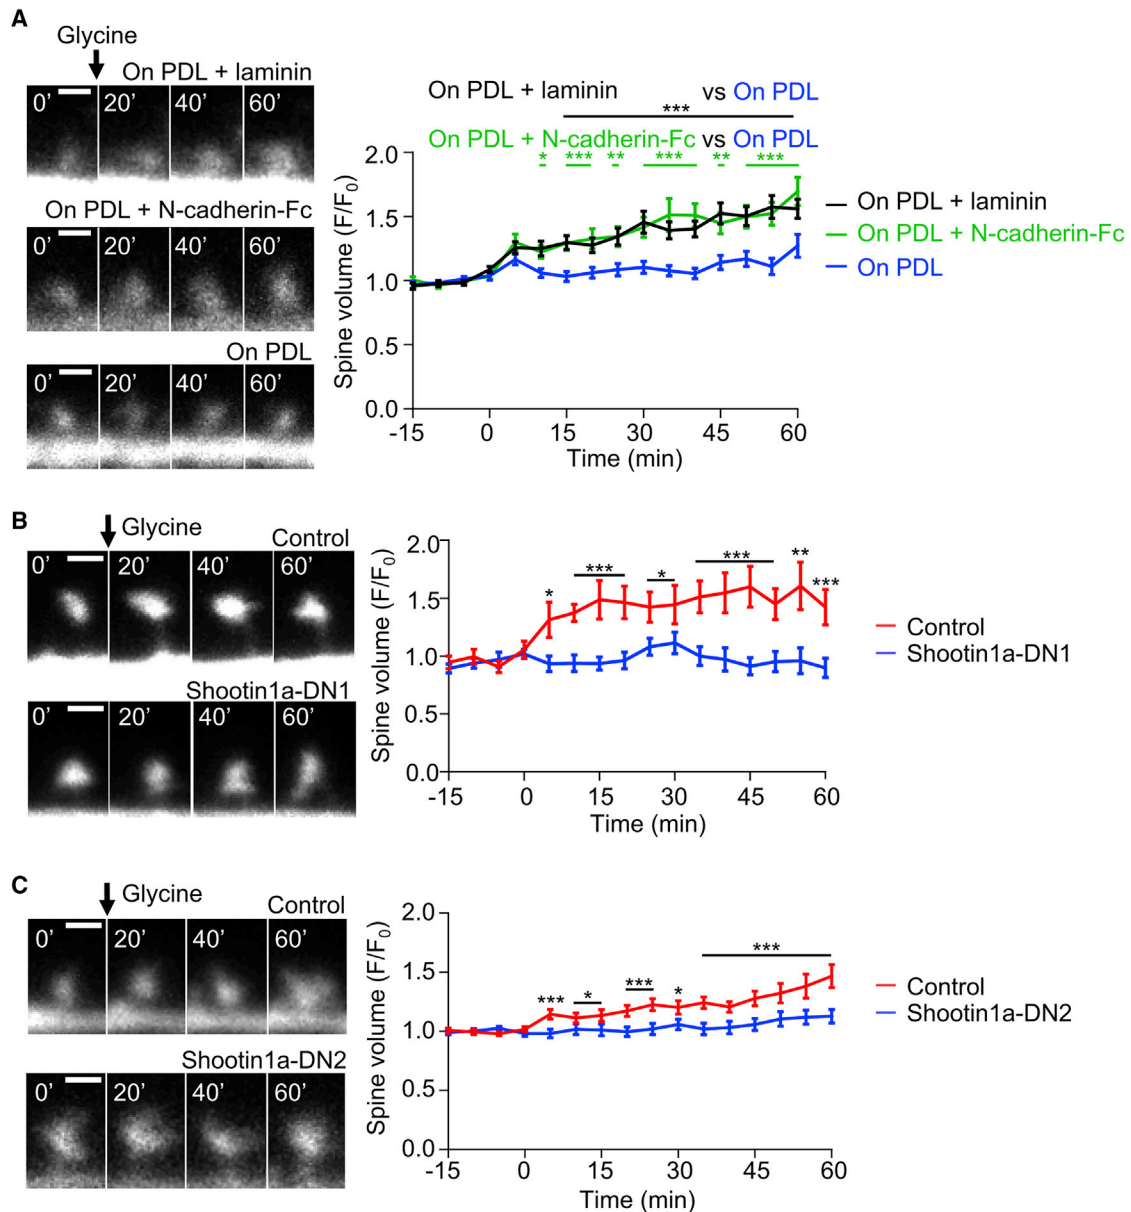 A
Glycine
On PDL + laminin
0’ 20’ 40’ 60’
On PDL + N-cadherin-Fc
0’ 20’ 40’ 60’
On PDL
0’ 20’ 40’ 60’
On PDL + laminin vs On PDL
***
On PDL + N-cadherin-Fc vs On PDL
* *** ** *** ** ***
Spine volume (F/F0)
2.0
1.5
1.0
0.5
0.0
-15 0 15 30 45 60
Time (min)
On PDL + laminin
On PDL + N-cadherin-Fc
On PDL
B
Glycine
Control
0’ 20’ 40’ 60’
Shootin1a-DN1
0’ 20’ 40’ 60’
Spine volume (F/F0)
2.0
1.5
1.0
0.5
0.0
* *** * *** ** ***
-15 0 15 30 45 60
Time (min)
Control
Shootin1a-DN1
C
Glycine
Control
0’ 20’ 40’ 60’
Shootin1a-DN2
0’ 20’ 40’ 60’
Spine volume (F/F0)
2.0
1.5
1.0
0.5
0.0
*** * *** * ***
-15 0 15 30 45 60
Time (min)
Control
Shootin1a-DN2